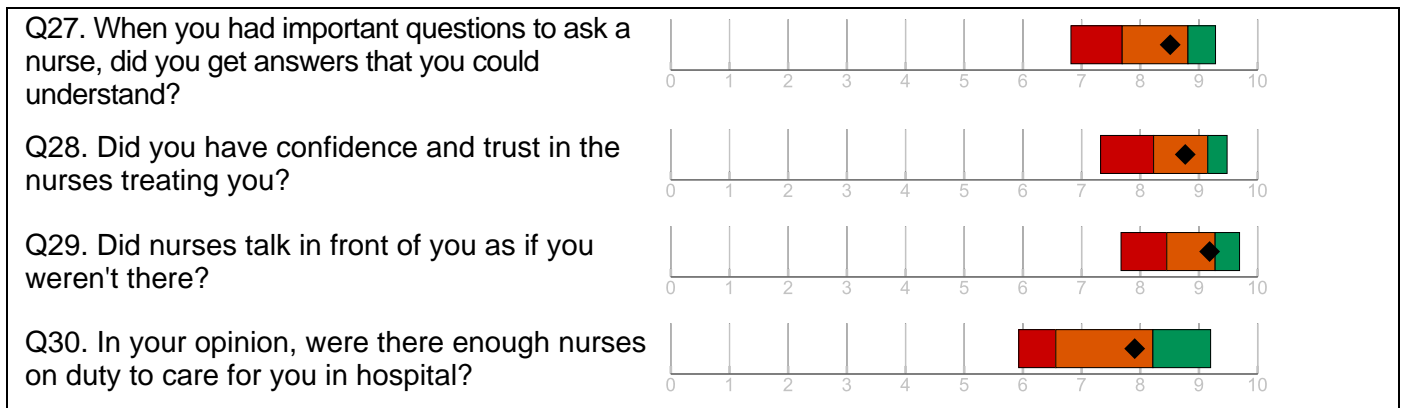 Q27. When you had important questions to ask a
nurse, did you get answers that you could
understand?
0 1 2 3 4 5 6 7 8 9 10
Q28. Did you have confidence and trust in the
nurses treating you?
0 1 2 3 4 5 6 7 8 9 10
Q29. Did nurses talk in front of you as if you
weren't there?
0 1 2 3 4 5 6 7 8 9 10
Q30. In your opinion, were there enough nurses
on duty to care for you in hospital?
0 1 2 3 4 5 6 7 8 9 10